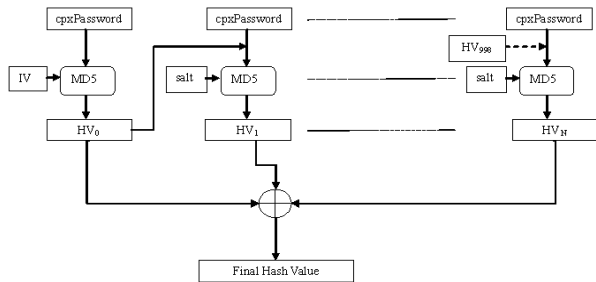 cpxPassword
cpxPassword
cpxPassword
HV998
IV
MD5
salt
MD5
salt
MD5
HV0
HV1
HVN
Final Hash Value